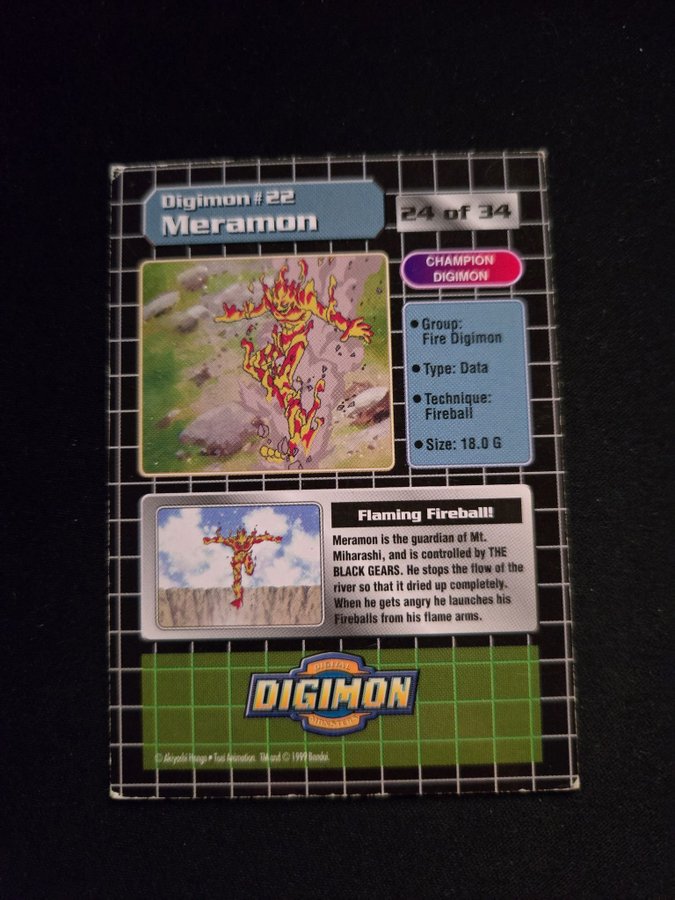 Digimon # 22
Meramon
24 of 34
CHAMPION
DIGIMON
• Group:
Fire Digimon
• Type: Data
• Technique:
Fireball
• Size: 18.0 G
Flaming Fireball!
Meramon is the guardian of Mt.
Miharashi, and is controlled by THE
BLACK GEARS. He stops the flow of the
river so that it dried up completely.
When he gets angry he launches his
Fireballs from his flame arms.
DIGITAL
DIGIMON
MONSTERS
© Akiyoshi Hongo • Toei Animation. TM and © 1999 Bandai.